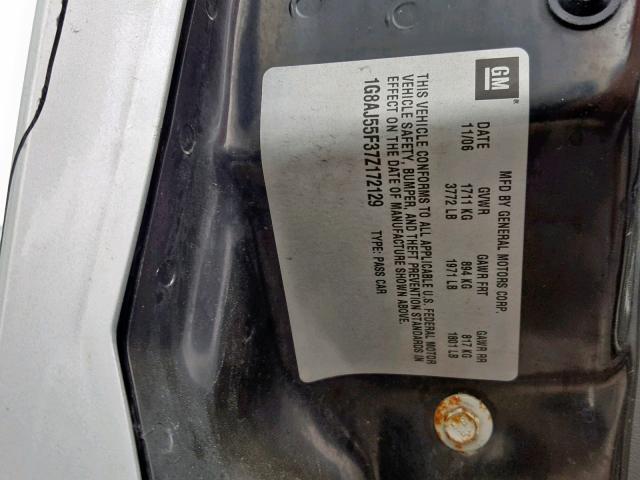 GM
MFD BY GENERAL MOTORS CORP.
DATE GVWR GAWR FRT GAWR RR
11/06 1711 KG 894 KG 817 KG
3772 LB 1971 LB 1801 LB
THIS VEHICLE CONFORMS TO ALL APPLICABLE U.S. FEDERAL MOTOR
VEHICLE SAFETY, BUMPER, AND THEFT PREVENTION STANDARDS IN
EFFECT ON THE DATE OF MANUFACTURE SHOWN ABOVE.
1G8AJ55F37Z172129 TYPE: PASS CAR